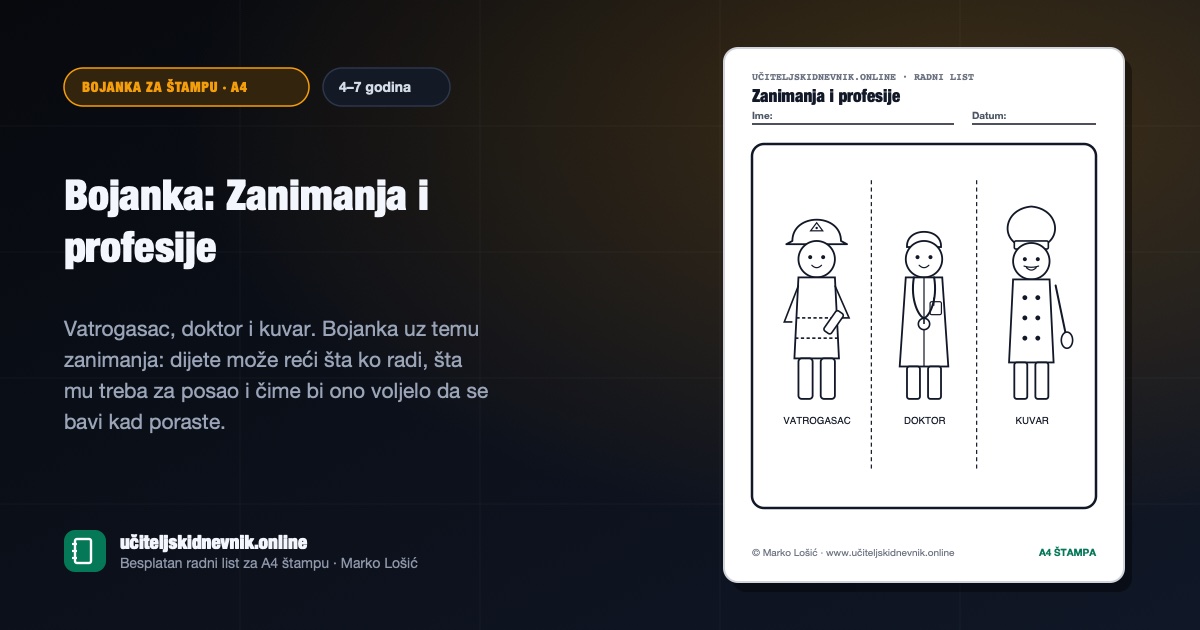 BOJANKA ZA ŠTAMPU · A4
4–7 godina
Bojanka: Zanimanja i
profesije
Vatrogasac, doktor i kuvar. Bojanka uz temu
zanimanja: dijete može reći šta ko radi, šta
mu treba za posao i čime bi ono voljelo da se
bavi kad poraste.
učiteljskidnevnik.online
Besplatan radni list za A4 štampu · Marko Lošić
UČITELJSKIDNEVNIK.ONLINE · RADNI LIST
Zanimanja i profesije
Ime:
Datum:
VATROGASAC
DOKTOR
KUVAR
© Marko Lošić · www.uciteljskidnevnik.online
A4 ŠTAMPA